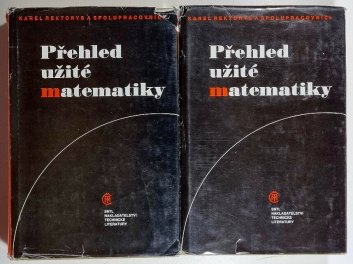 KAREL REKTORYS A SPOLUPRACOVNÍCI
Přehled
užité
matematiky
SNTL
NAKLADATELSTVÍ
TECHNICKÉ
LITERATURY
KAREL REKTORYS A SPOLUPRACOVNÍCI
Přehled
užité
matematiky
SNTL
NAKLADATELSTVÍ
TECHNICKÉ
LITERATURY